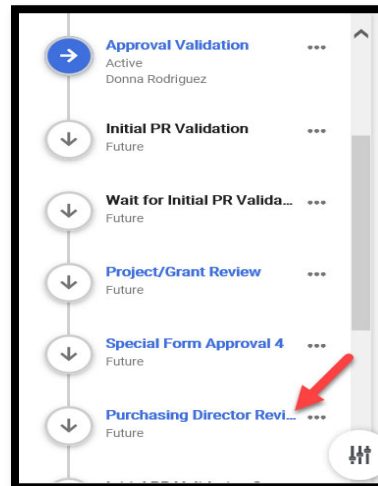 Approval Validation
Active
Donna Rodriguez
Initial PR Validation
Future
Wait for Initial PR Valida...
Future
Project/Grant Review
Future
Special Form Approval 4
Future
Purchasing Director Revi...
Future